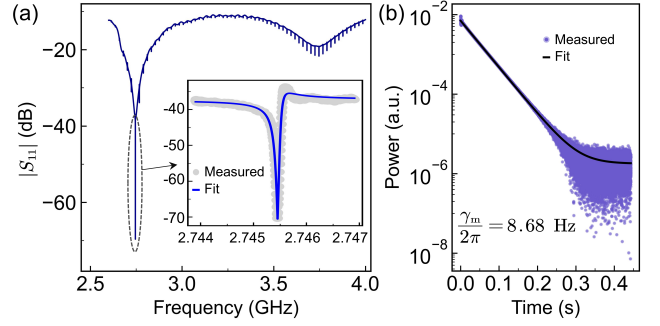 (a)
|S₁₁| (dB)
−20
−40
−60
2.5
3.0
3.5
4.0
Frequency (GHz)
-40
-50
-60
-70
2.744
2.745
2.746
2.747
Measured
Fit
(b)
Power (a.u.)
10⁻²
10⁻⁴
10⁻⁶
10⁻⁸
0.0
0.1
0.2
0.3
0.4
Time (s)
Measured
Fit
γₘ/2π = 8.68 Hz